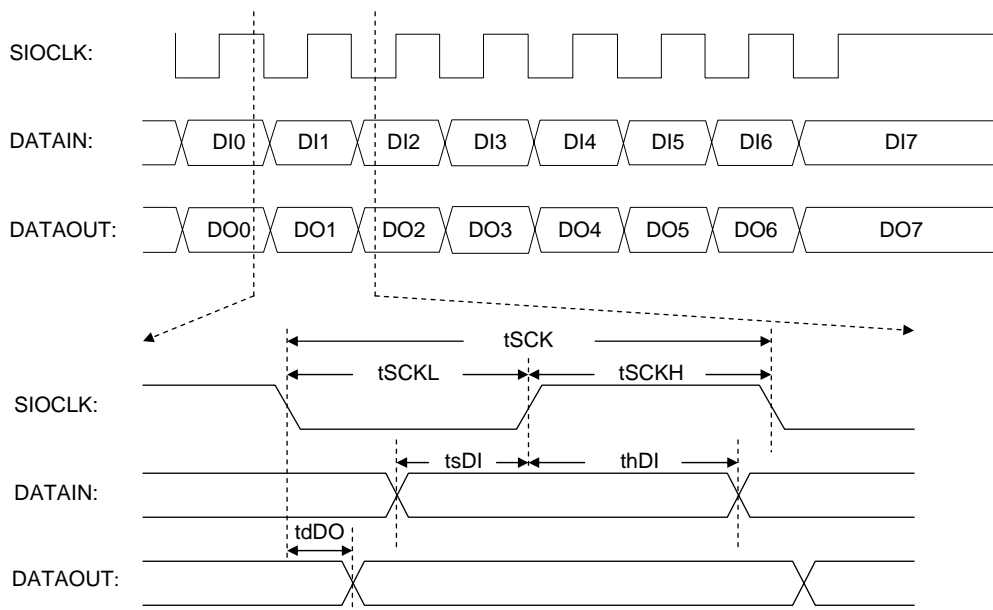 SIOCLK:
DATAIN: DI0 DI1 DI2 DI3 DI4 DI5 DI6 DI7
DATAOUT: DO0 DO1 DO2 DO3 DO4 DO5 DO6 DO7
tSCK
tSCKL tSCKH
SIOCLK:
tsDI thDI
DATAIN:
tdDO
DATAOUT: